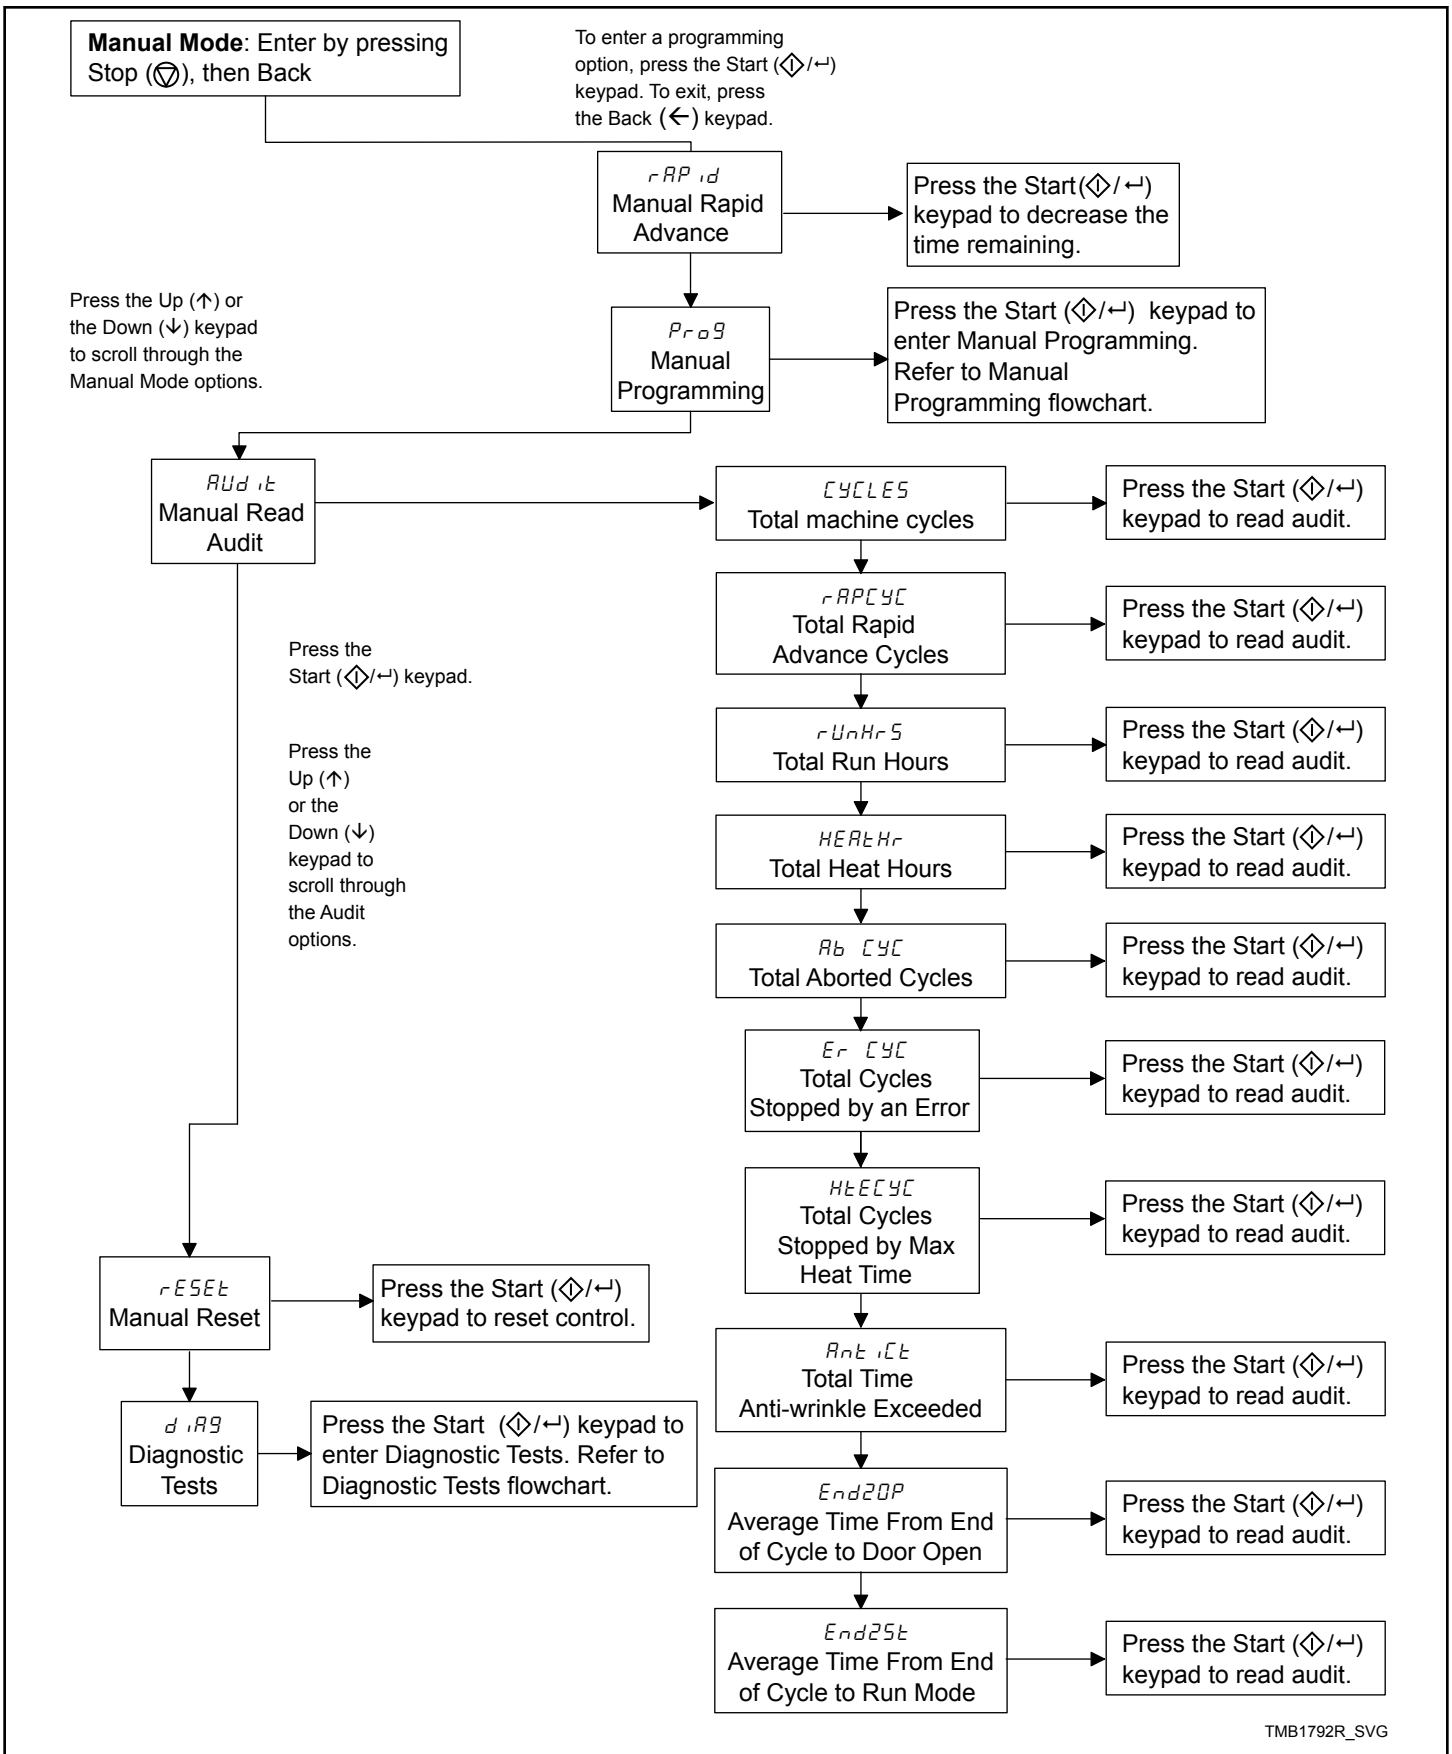 Manual Mode: Enter by pressing
Stop (▽), then Back
To enter a programming
option, press the Start (◇/↵)
keypad. To exit, press
the Back (←) keypad.
rAPid
Manual Rapid
Advance
Press the Start(◇/↵)
keypad to decrease the
time remaining.
Press the Up (↑) or
the Down (↓) keypad
to scroll through the
Manual Mode options.
Prog
Manual
Programming
Press the Start (◇/↵) keypad to
enter Manual Programming.
Refer to Manual
Programming flowchart.
AUdit
Manual Read
Audit
CYCLES
Total machine cycles
Press the Start (◇/↵)
keypad to read audit.
rAPCYC
Total Rapid
Advance Cycles
Press the Start (◇/↵)
keypad to read audit.
Press the
Start (◇/↵) keypad.
rUnHrS
Total Run Hours
Press the Start (◇/↵)
keypad to read audit.
Press the
Up (↑)
or the
Down (↓)
keypad to
scroll through
the Audit
options.
HEAtHr
Total Heat Hours
Press the Start (◇/↵)
keypad to read audit.
Ab CYC
Total Aborted Cycles
Press the Start (◇/↵)
keypad to read audit.
Er CYC
Total Cycles
Stopped by an Error
Press the Start (◇/↵)
keypad to read audit.
HtECYC
Total Cycles
Stopped by Max
Heat Time
Press the Start (◇/↵)
keypad to read audit.
rESEt
Manual Reset
Press the Start (◇/↵)
keypad to reset control.
AntiCt
Total Time
Anti-wrinkle Exceeded
Press the Start (◇/↵)
keypad to read audit.
diAg
Diagnostic
Tests
Press the Start (◇/↵) keypad to
enter Diagnostic Tests. Refer to
Diagnostic Tests flowchart.
End2OP
Average Time From End
of Cycle to Door Open
Press the Start (◇/↵)
keypad to read audit.
End2St
Average Time From End
of Cycle to Run Mode
Press the Start (◇/↵)
keypad to read audit.
TMB1792R_SVG